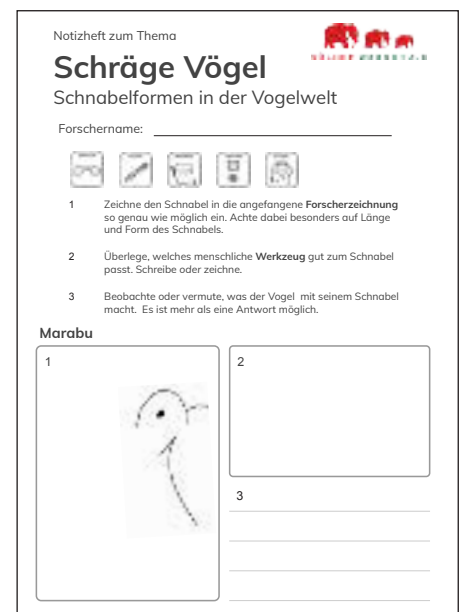 Notizheft zum Thema
Schräge Vögel
Schnabelformen in der Vogelwelt
Forschername:
1 Zeichne den Schnabel in die angefangene Forscherzeichnung
so genau wie möglich ein. Achte dabei besonders auf Länge
und Form des Schnabels.
2 Überlege, welches menschliche Werkzeug gut zum Schnabel
passt. Schreibe oder zeichne.
3 Beobachte oder vermute, was der Vogel mit seinem Schnabel
macht. Es ist mehr als eine Antwort möglich.
Marabu
1
2
3